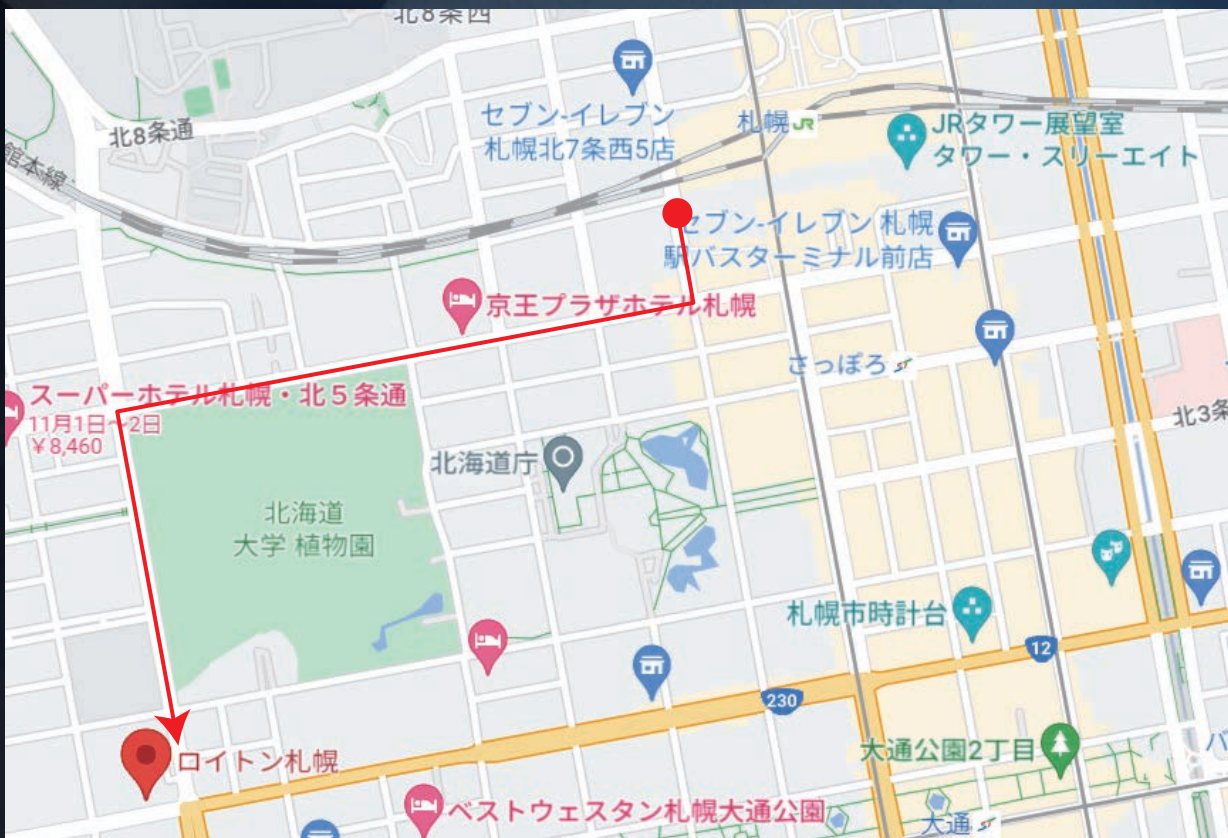 北8条西
セブン-イレブン
札幌北7条西5店
札幌JR
JRタワー展望室
タワー・スリーエイト
北8条通
館本線
セブン-イレブン 札幌
駅バスターミナル前店
京王プラザホテル札幌
さっぽろ
スーパーホテル札幌・北5条通
11月1日~2日
¥8,460
北3条
北海道庁
北海道
大学 植物園
札幌市時計台
12
230
大通公園2丁目
ロイトン札幌
バ
ベストウェスタン札幌大通公園
大通